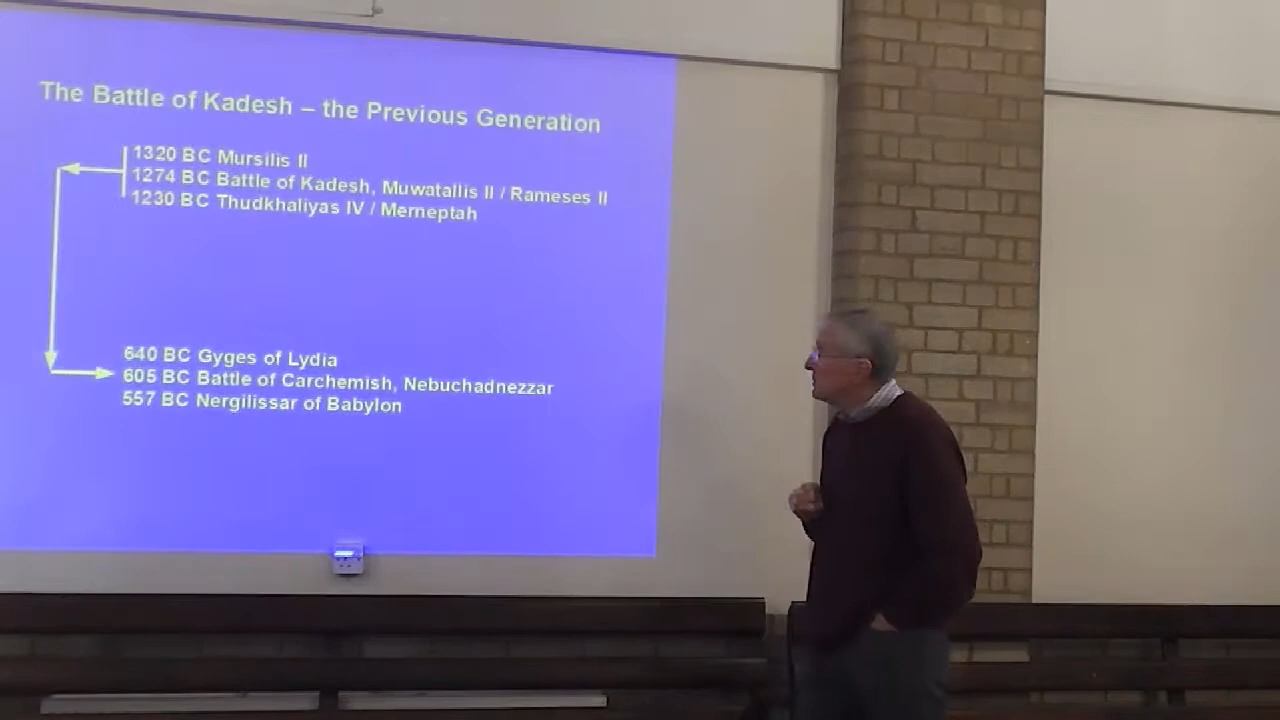 The Battle of Kadesh – the Previous Generation
1320 BC Mursilis II
1274 BC Battle of Kadesh, Muwatallis II / Rameses II
1230 BC Thudkhaliyas IV / Merneptah
640 BC Gyges of Lydia
605 BC Battle of Carchemish, Nebuchadnezzar
557 BC Nergilissar of Babylon